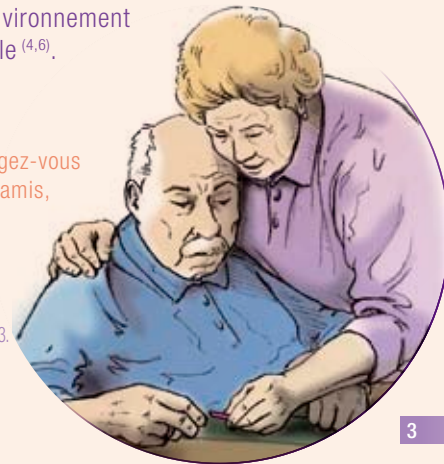 vironnement
le (4,6).
gez-vous
amis,
3.
3